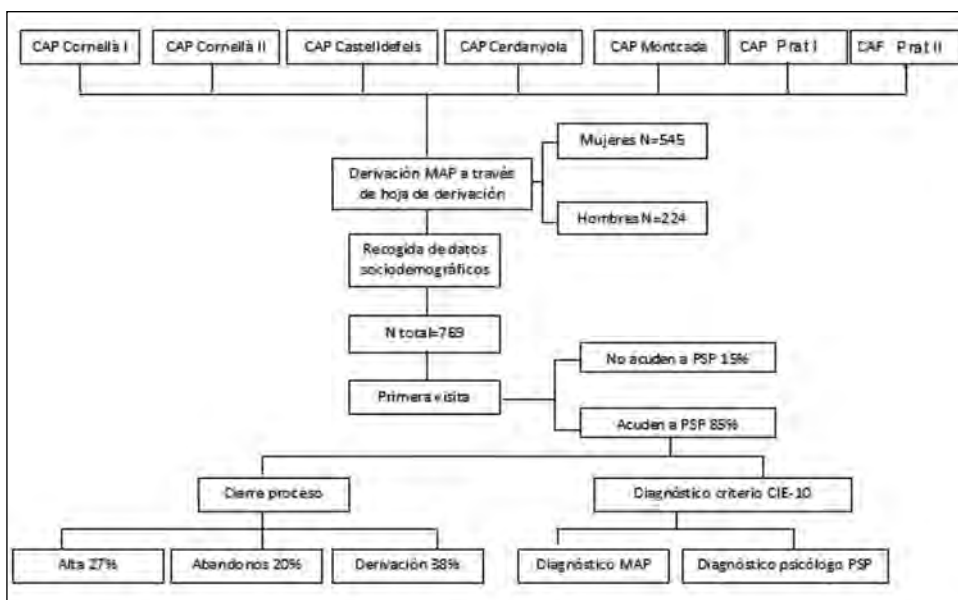 CAP Cornellà I
CAP Cornellà II
CAP Castelldefels
CAP Cerdanyola
CAP Montcada
CAP Prat I
CAP Prat II
Mujeres N=545
Derivación MAP a través
de hoja de derivación
Hombres N=224
Recogida de datos
sociodemográficos
N total=769
No acuden a PSP 15%
Primera visita
Acuden a PSP 85%
Cierre proceso
Diagnóstico criterio CIE-10
Alta 27%
Abandonos 20%
Derivación 38%
Diagnóstico MAP
Diagnóstico psicólogo PSP